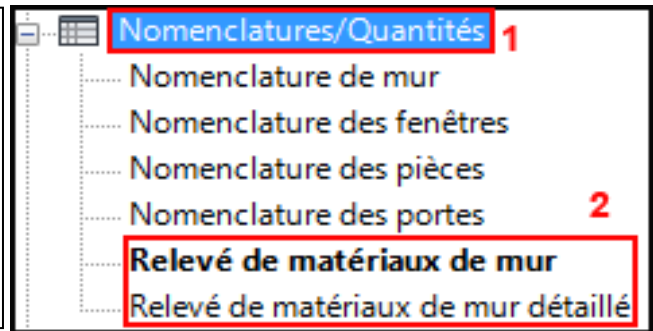 Nomenclatures/Quantités 1
Nomenclature de mur
Nomenclature des fenêtres
Nomenclature des pièces
Nomenclature des portes 2
Relevé de matériaux de mur
Relevé de matériaux de mur détaillé